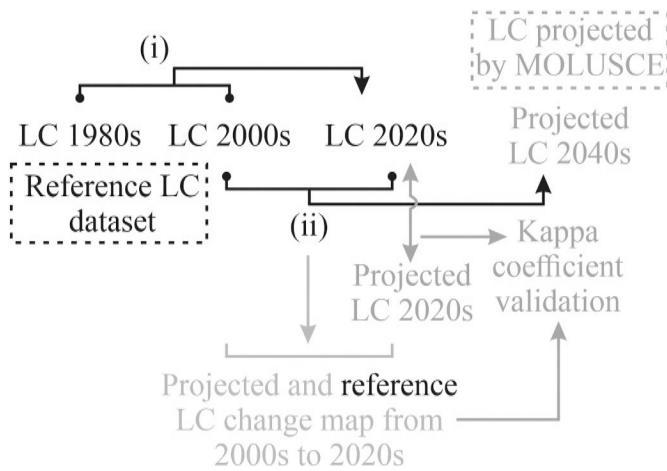 (i)
LC projected
by MOLUSCE
LC 1980s
LC 2000s
LC 2020s
Projected
LC 2040s
Reference LC
dataset
(ii)
Kappa
coefficient
validation
Projected
LC 2020s
Projected and reference
LC change map from
2000s to 2020s